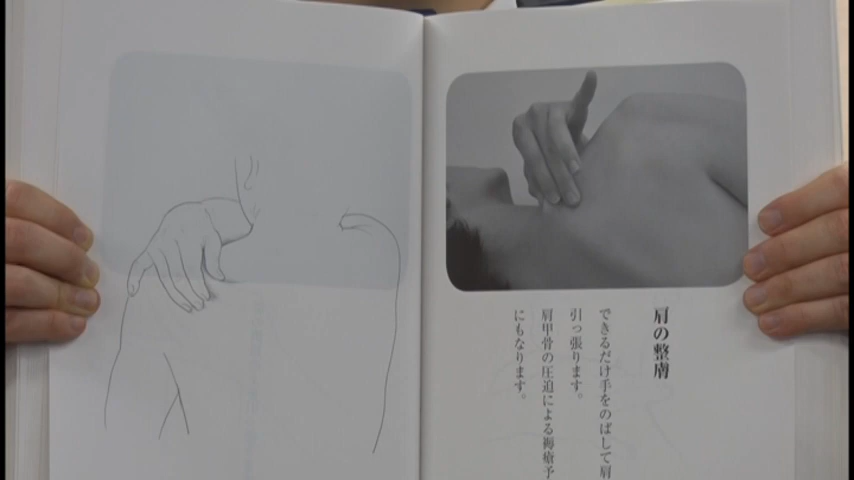 肩の整膚
できるだけ手をのばして肩
引っ張ります。
肩甲骨の圧迫による褥瘡予
にもなります。